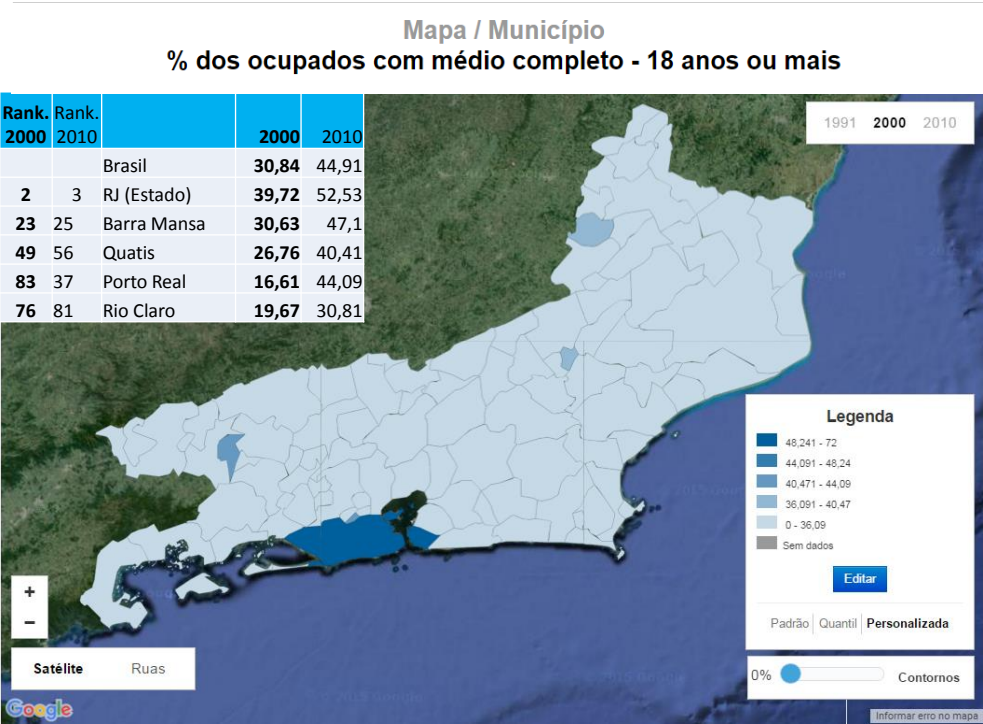 Mapa / Município
% dos ocupados com médio completo - 18 anos ou mais
Rank. Rank.
2000 2010 2000 2010
Brasil 30,84 44,91
2 3 RJ (Estado) 39,72 52,53
23 25 Barra Mansa 30,63 47,1
49 56 Quatis 26,76 40,41
83 37 Porto Real 16,61 44,09
76 81 Rio Claro 19,67 30,81
1991 2000 2010
Legenda
48,241 - 72
44,091 - 48,24
40,471 - 44,09
36,091 - 40,47
0 - 36,09
Sem dados
Editar
Padrão Quantil Personalizada
0% Contornos
+
−
Satélite Ruas
Google
Informar erro no mapa